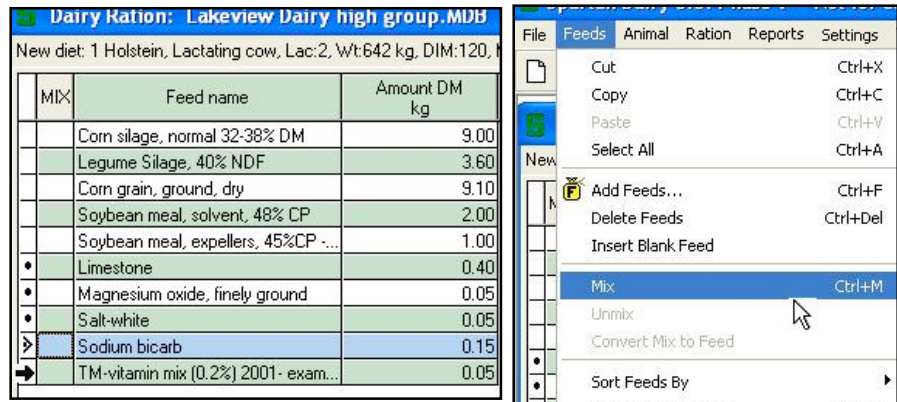 Dairy Ration: Lakeview Dairy high group.MDB
New diet: 1 Holstein, Lactating cow, Lac:2, Wt:642 kg, DIM:120,
MIX Feed name Amount DM kg
Corn silage, normal 32-38% DM 9.00
Legume Silage, 40% NDF 3.60
Corn grain, ground, dry 9.10
Soybean meal, solvent, 48% CP 2.00
Soybean meal, expellers, 45%CP -... 1.00
Limestone 0.40
Magnesium oxide, finely ground 0.05
Salt-white 0.05
Sodium bicarb 0.15
TM-vitamin mix (0.2%) 2001- exam... 0.05
File Feeds Animal Ration Reports Settings
Cut Ctrl+X
Copy Ctrl+C
Paste Ctrl+V
Select All Ctrl+A
New
Add Feeds... Ctrl+F
Delete Feeds Ctrl+Del
Insert Blank Feed
Mix Ctrl+M
Unmix
Convert Mix to Feed
Sort Feeds By